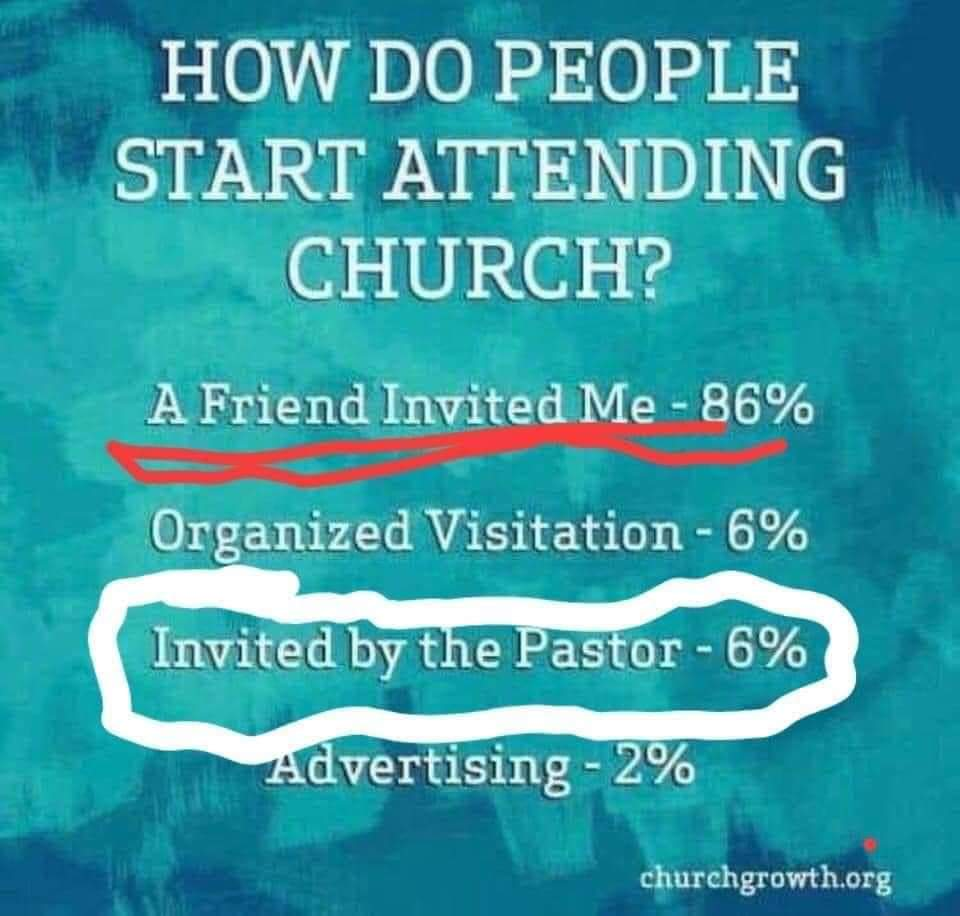 HOW DO PEOPLE
START ATTENDING
CHURCH?
A Friend Invited Me - 86%
Organized Visitation - 6%
Invited by the Pastor - 6%
Advertising - 2%
churchgrowth.org